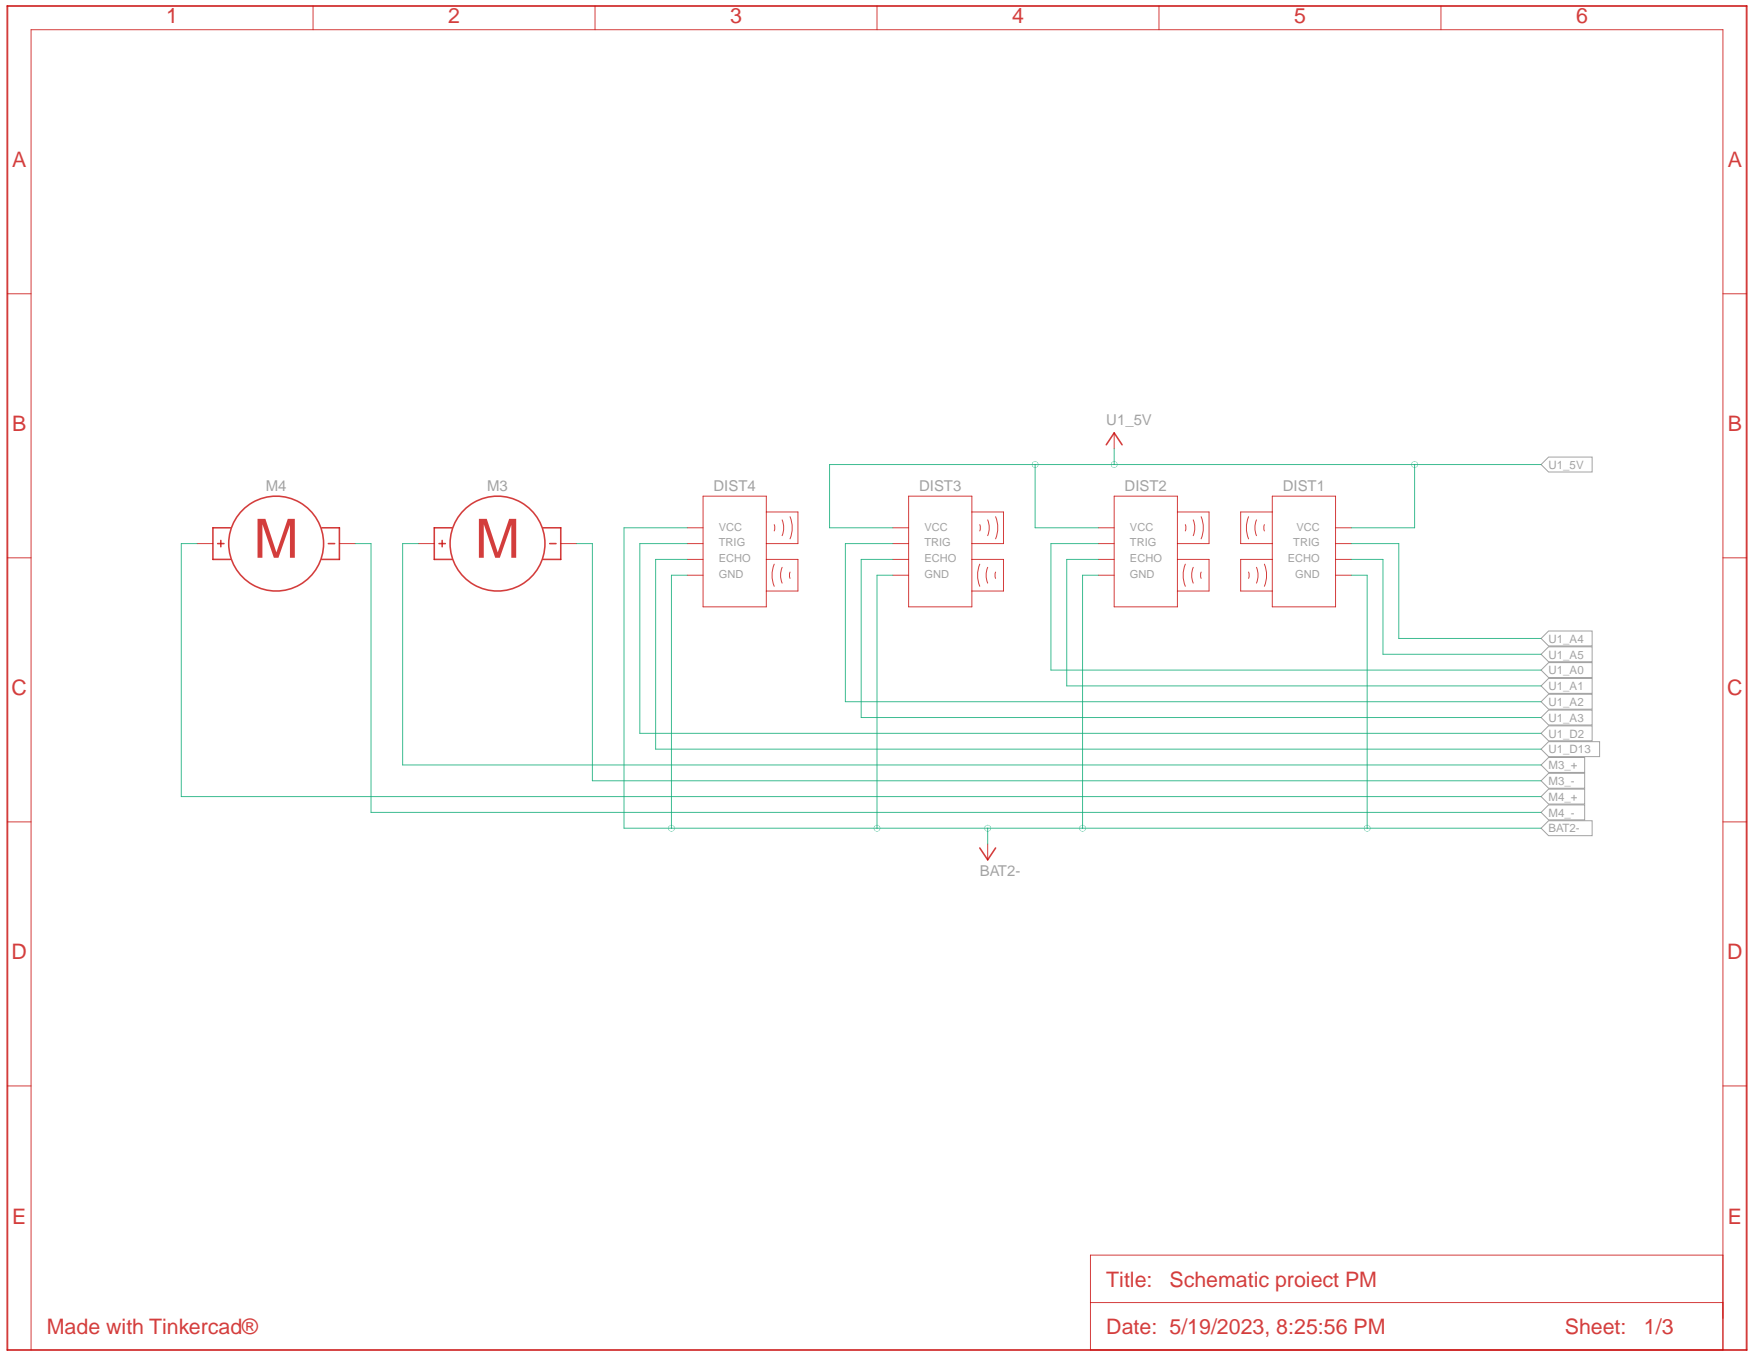 1 2 3 4 5 6
A A
B B
U1_5V
U1_5V
M4 M3 DIST4 DIST3 DIST2 DIST1
M + - M + -
VCC VCC VCC VCC
TRIG TRIG TRIG TRIG
ECHO ECHO ECHO ECHO
GND GND GND GND
U1_A4
U1_A5
U1_A0
C C
U1_A1
U1_A2
U1_A3
U1_D2
U1_D13
M3_+
M3_-
M4_+
M4_-
BAT2-
BAT2-
D D
E E
Title: Schematic proiect PM
Made with Tinkercad®
Date: 5/19/2023, 8:25:56 PM Sheet: 1/3